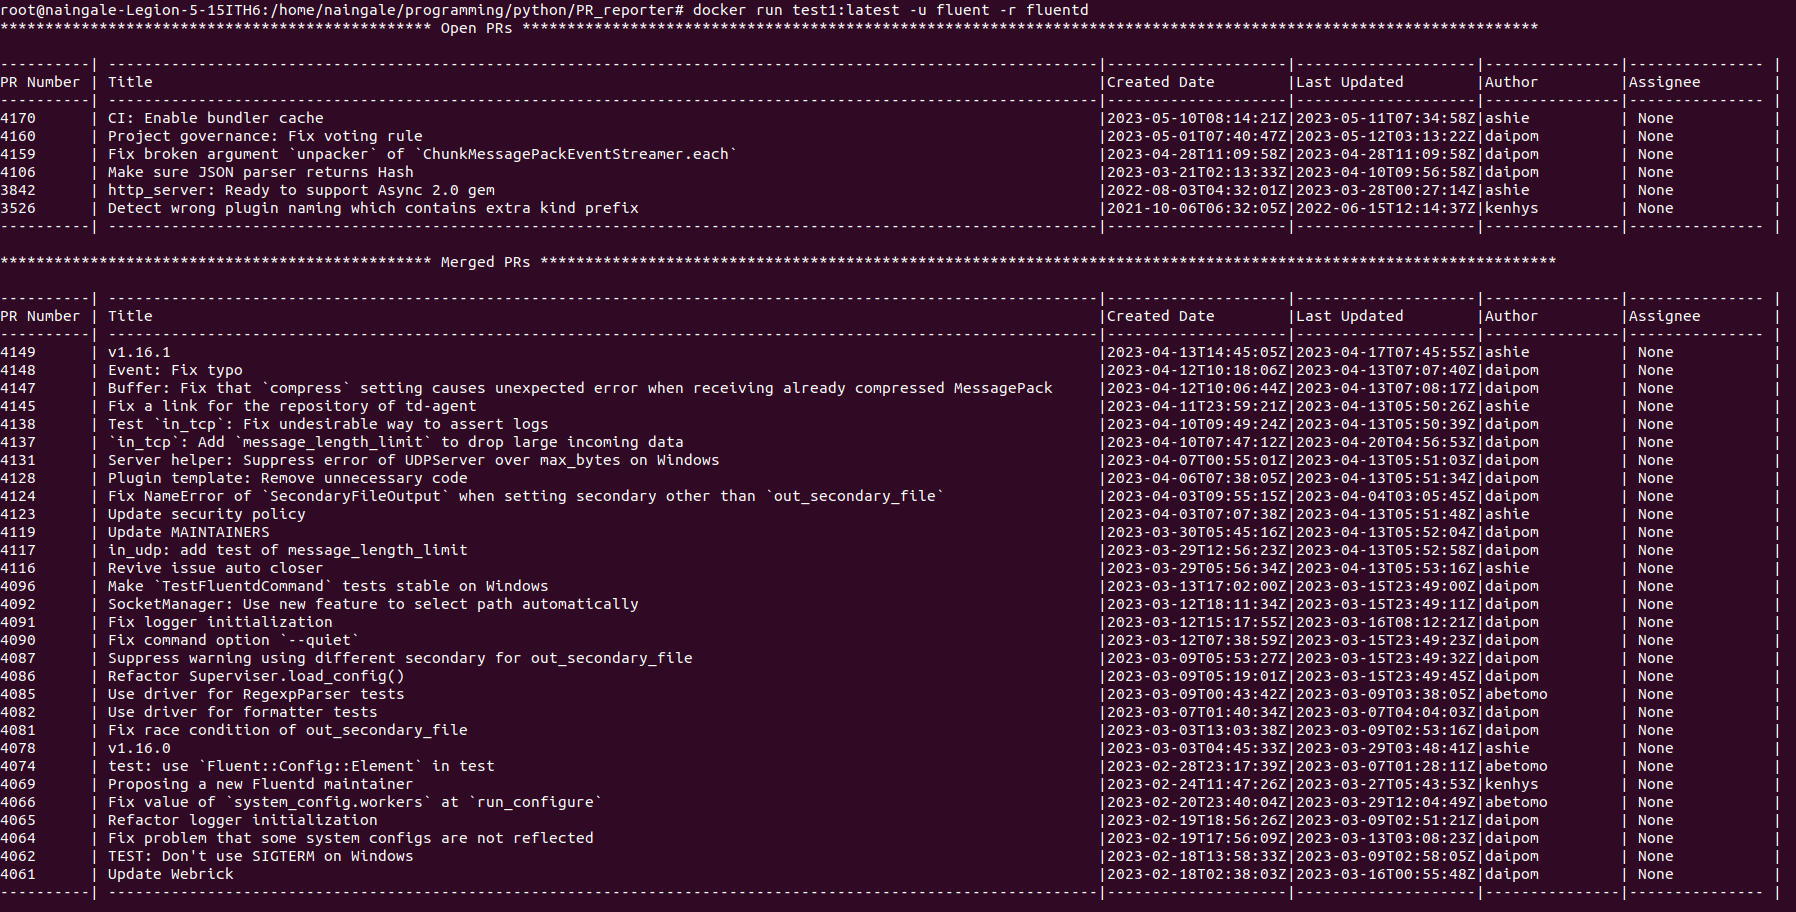 root@naingale-Legion-5-15ITH6:/home/naingale/programming/python/PR_reporter# docker run test1:latest -u fluent -r fluentd
************************************************ Open PRs *****************************************************************************************************************
----------| --------------------------------------------------------------------------------------------------------------|--------------------|--------------------|---------------|--------------- |
PR Number | Title |Created Date |Last Updated |Author |Assignee |
----------| --------------------------------------------------------------------------------------------------------------|--------------------|--------------------|---------------|--------------- |
4170 | CI: Enable bundler cache |2023-05-10T08:14:21Z|2023-05-11T07:34:58Z|ashie | None |
4160 | Project governance: Fix voting rule |2023-05-01T07:40:47Z|2023-05-12T03:13:22Z|daipom | None |
4159 | Fix broken argument `unpacker` of `ChunkMessagePackEventStreamer.each` |2023-04-28T11:09:58Z|2023-04-28T11:09:58Z|daipom | None |
4106 | Make sure JSON parser returns Hash |2023-03-21T02:13:33Z|2023-04-10T09:56:58Z|daipom | None |
3842 | http_server: Ready to support Async 2.0 gem |2022-08-03T04:32:01Z|2023-03-28T00:27:14Z|ashie | None |
3526 | Detect wrong plugin naming which contains extra kind prefix |2021-10-06T06:32:05Z|2022-06-15T12:14:37Z|kenhys | None |
----------| --------------------------------------------------------------------------------------------------------------|--------------------|--------------------|---------------|--------------- |
************************************************ Merged PRs *****************************************************************************************************************
----------| --------------------------------------------------------------------------------------------------------------|--------------------|--------------------|---------------|--------------- |
PR Number | Title |Created Date |Last Updated |Author |Assignee |
----------| --------------------------------------------------------------------------------------------------------------|--------------------|--------------------|---------------|--------------- |
4149 | v1.16.1 |2023-04-13T14:45:05Z|2023-04-17T07:45:55Z|ashie | None |
4148 | Event: Fix typo |2023-04-12T10:18:06Z|2023-04-13T07:07:40Z|daipom | None |
4147 | Buffer: Fix that `compress` setting causes unexpected error when receiving already compressed MessagePack |2023-04-12T10:06:44Z|2023-04-13T07:08:17Z|daipom | None |
4145 | Fix a link for the repository of td-agent |2023-04-11T23:59:21Z|2023-04-13T05:50:26Z|ashie | None |
4138 | Test `in_tcp`: Fix undesirable way to assert logs |2023-04-10T09:49:24Z|2023-04-13T05:50:39Z|daipom | None |
4137 | `in_tcp`: Add `message_length_limit` to drop large incoming data |2023-04-10T07:47:12Z|2023-04-20T04:56:53Z|daipom | None |
4131 | Server helper: Suppress error of UDPServer over max_bytes on Windows |2023-04-07T00:55:01Z|2023-04-13T05:51:03Z|daipom | None |
4128 | Plugin template: Remove unnecessary code |2023-04-06T07:38:05Z|2023-04-13T05:51:34Z|daipom | None |
4124 | Fix NameError of `SecondaryFileOutput` when setting secondary other than `out_secondary_file` |2023-04-03T09:55:15Z|2023-04-04T03:05:45Z|daipom | None |
4123 | Update security policy |2023-04-03T07:07:38Z|2023-04-13T05:51:48Z|ashie | None |
4119 | Update MAINTAINERS |2023-03-30T05:45:16Z|2023-04-13T05:52:04Z|daipom | None |
4117 | in_udp: add test of message_length_limit |2023-03-29T12:56:23Z|2023-04-13T05:52:58Z|daipom | None |
4116 | Revive issue auto closer |2023-03-29T05:56:34Z|2023-04-13T05:53:16Z|ashie | None |
4096 | Make `TestFluentdCommand` tests stable on Windows |2023-03-13T17:02:00Z|2023-03-15T23:49:00Z|daipom | None |
4092 | SocketManager: Use new feature to select path automatically |2023-03-12T18:11:34Z|2023-03-15T23:49:11Z|daipom | None |
4091 | Fix logger initialization |2023-03-12T15:17:55Z|2023-03-16T08:12:21Z|daipom | None |
4090 | Fix command option `--quiet` |2023-03-12T07:38:59Z|2023-03-15T23:49:23Z|daipom | None |
4087 | Suppress warning using different secondary for out_secondary_file |2023-03-09T05:53:27Z|2023-03-15T23:49:32Z|daipom | None |
4086 | Refactor Superviser.load_config() |2023-03-09T05:19:01Z|2023-03-15T23:49:45Z|daipom | None |
4085 | Use driver for RegexpParser tests |2023-03-09T00:43:42Z|2023-03-09T03:38:05Z|abetomo | None |
4082 | Use driver for formatter tests |2023-03-07T01:40:34Z|2023-03-07T04:04:03Z|daipom | None |
4081 | Fix race condition of out_secondary_file |2023-03-03T13:03:38Z|2023-03-09T02:53:16Z|daipom | None |
4078 | v1.16.0 |2023-03-03T04:45:33Z|2023-03-29T03:48:41Z|ashie | None |
4074 | test: use `Fluent::Config::Element` in test |2023-02-28T23:17:39Z|2023-03-07T01:28:11Z|abetomo | None |
4069 | Proposing a new Fluentd maintainer |2023-02-24T11:47:26Z|2023-03-27T05:43:53Z|kenhys | None |
4066 | Fix value of `system_config.workers` at `run_configure` |2023-02-20T23:40:04Z|2023-03-29T12:04:49Z|abetomo | None |
4065 | Refactor logger initialization |2023-02-19T18:56:26Z|2023-03-09T02:51:21Z|daipom | None |
4064 | Fix problem that some system configs are not reflected |2023-02-19T17:56:09Z|2023-03-13T03:08:23Z|daipom | None |
4062 | TEST: Don't use SIGTERM on Windows |2023-02-18T13:58:33Z|2023-03-09T02:58:05Z|daipom | None |
4061 | Update Webrick |2023-02-18T02:38:03Z|2023-03-16T00:55:48Z|daipom | None |
----------| --------------------------------------------------------------------------------------------------------------|--------------------|--------------------|---------------|--------------- |